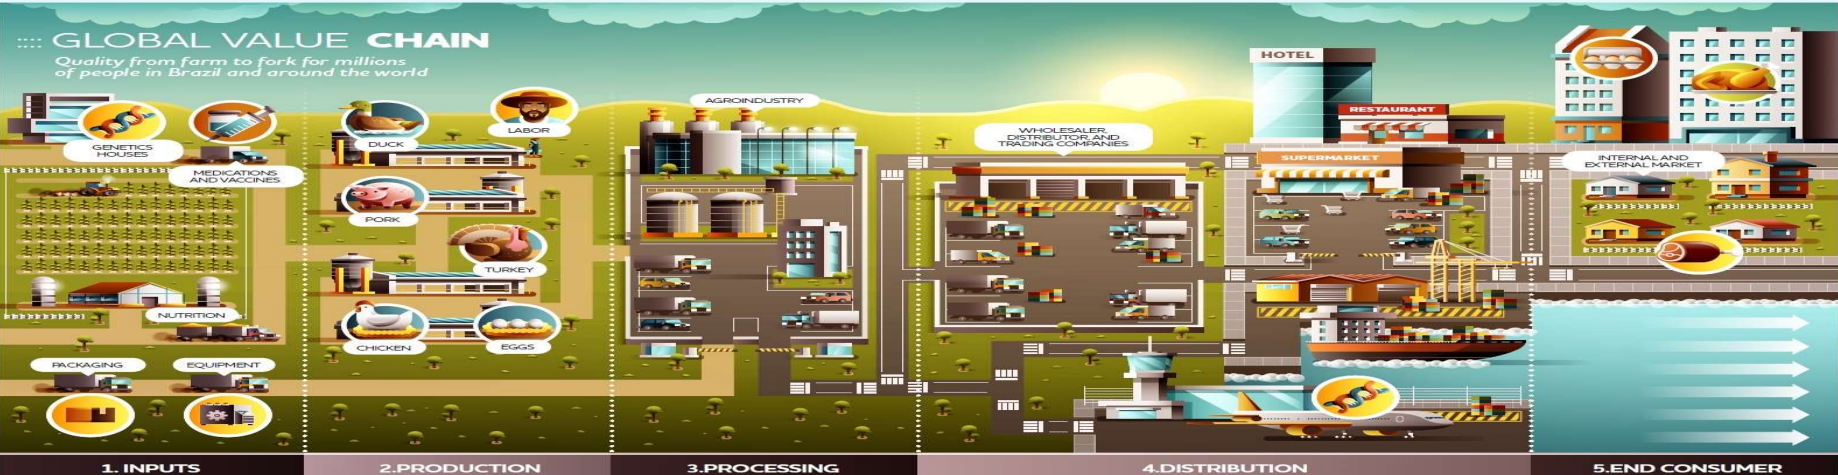 GLOBAL VALUE CHAIN
Quality from farm to fork for millions
of people in Brazil and around the world
GENETICS
HOUSES
MEDICATIONS
AND VACCINES
NUTRITION
PACKAGING
EQUIPMENT
DUCK
LABOR
PORK
TURKEY
CHICKEN
EGGS
AGROINDUSTRY
WHOLESALER,
DISTRIBUTOR, AND
TRADING COMPANIES
HOTEL
RESTAURANT
SUPERMARKET
INTERNAL AND
EXTERNAL MARKET
1. INPUTS
2.PRODUCTION
3.PROCESSING
4.DISTRIBUTION
5.END CONSUMER